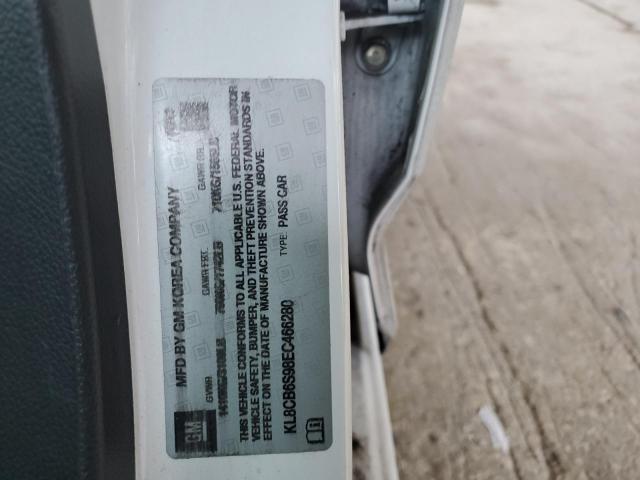 GM
MFD BY GM KOREA COMPANY
GVWR GAWR FRT. GAWR RR.
THIS VEHICLE CONFORMS TO ALL APPLICABLE U.S. FEDERAL MOTOR
VEHICLE SAFETY, BUMPER, AND THEFT PREVENTION STANDARDS IN
EFFECT ON THE DATE OF MANUFACTURE SHOWN ABOVE.
KL8CB6S98EC466280 TYPE: PASS CAR